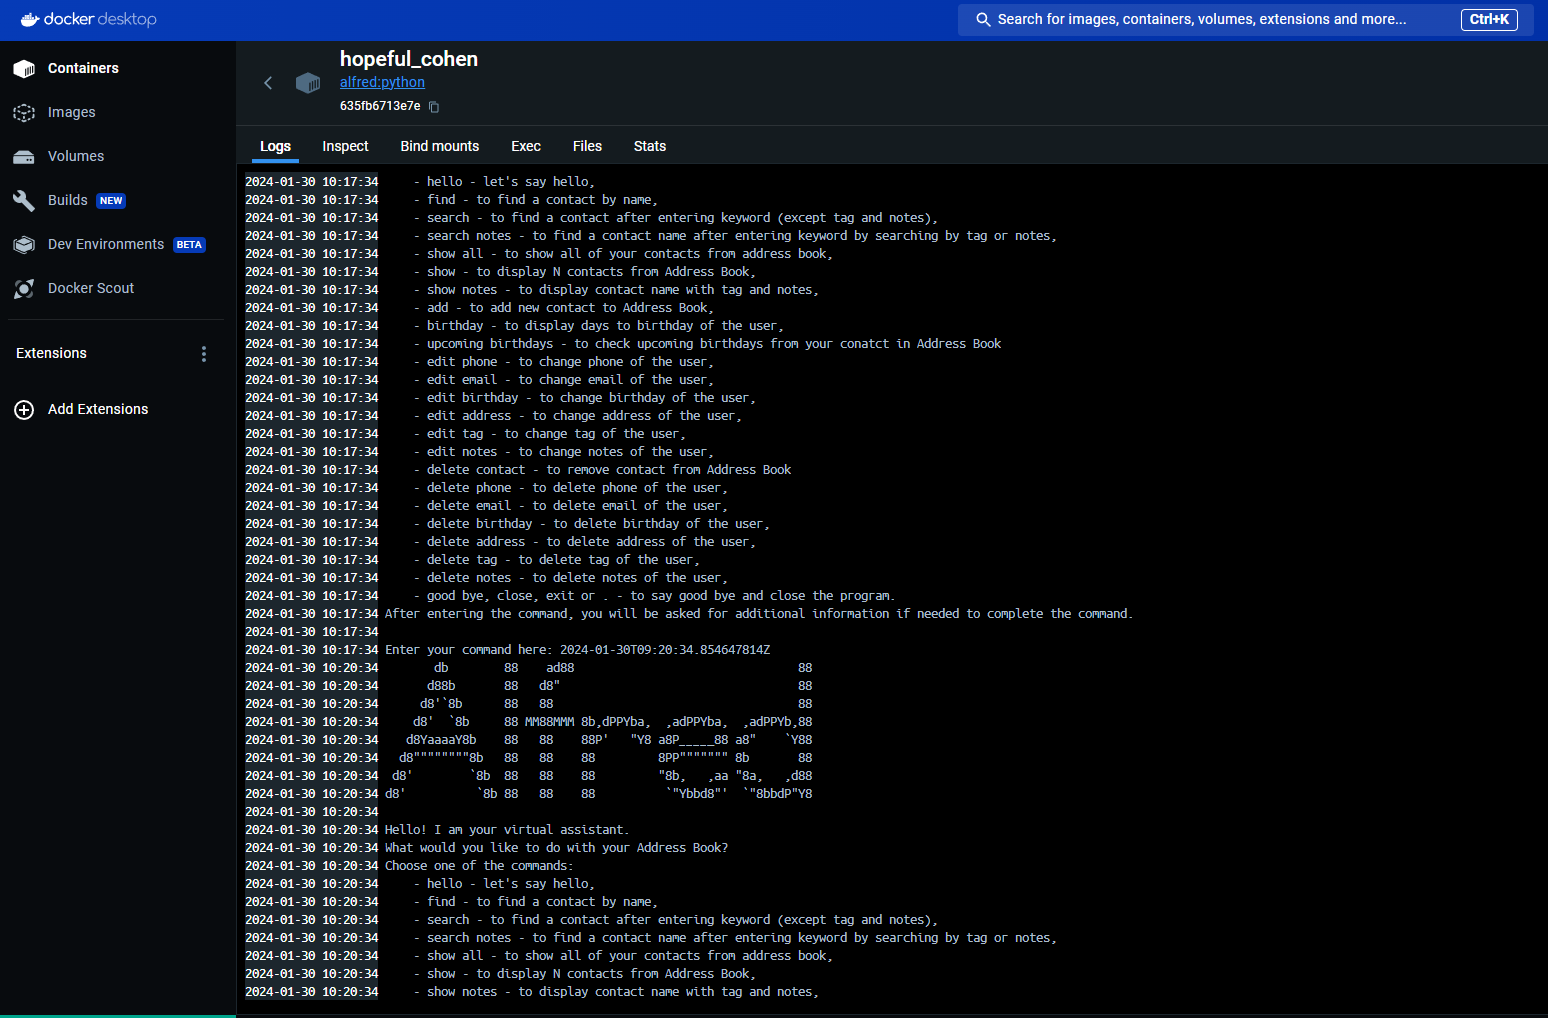 docker desktop
Search for images, containers, volumes, extensions and more...
Ctrl+K
Containers
Images
Volumes
Builds NEW
Dev Environments BETA
Docker Scout
Extensions
Add Extensions
hopeful_cohen
alfred:python
635fb6713e7e
Logs Inspect Bind mounts Exec Files Stats
2024-01-30 10:17:34     - hello - let's say hello,
2024-01-30 10:17:34     - find - to find a contact by name,
2024-01-30 10:17:34     - search - to find a contact after entering keyword (except tag and notes),
2024-01-30 10:17:34     - search notes - to find a contact name after entering keyword by searching by tag or notes,
2024-01-30 10:17:34     - show all - to show all of your contacts from address book,
2024-01-30 10:17:34     - show - to display N contacts from Address Book,
2024-01-30 10:17:34     - show notes - to display contact name with tag and notes,
2024-01-30 10:17:34     - add - to add new contact to Address Book,
2024-01-30 10:17:34     - birthday - to display days to birthday of the user,
2024-01-30 10:17:34     - upcoming birthdays - to check upcoming birthdays from your conatct in Address Book
2024-01-30 10:17:34     - edit phone - to change phone of the user,
2024-01-30 10:17:34     - edit email - to change email of the user,
2024-01-30 10:17:34     - edit birthday - to change birthday of the user,
2024-01-30 10:17:34     - edit address - to change address of the user,
2024-01-30 10:17:34     - edit tag - to change tag of the user,
2024-01-30 10:17:34     - edit notes - to change notes of the user,
2024-01-30 10:17:34     - delete contact - to remove contact from Address Book
2024-01-30 10:17:34     - delete phone - to delete phone of the user,
2024-01-30 10:17:34     - delete email - to delete email of the user,
2024-01-30 10:17:34     - delete birthday - to delete birthday of the user,
2024-01-30 10:17:34     - delete address - to delete address of the user,
2024-01-30 10:17:34     - delete tag - to delete tag of the user,
2024-01-30 10:17:34     - delete notes - to delete notes of the user,
2024-01-30 10:17:34     - good bye, close, exit or . - to say good bye and close the program.
2024-01-30 10:17:34 After entering the command, you will be asked for additional information if needed to complete the command.
2024-01-30 10:17:34
2024-01-30 10:17:34 Enter your command here: 2024-01-30T09:20:34.854647814Z
2024-01-30 10:20:34        db        88    ad88                                88
2024-01-30 10:20:34       d88b       88   d8"                                  88
2024-01-30 10:20:34      d8'`8b      88   88                                   88
2024-01-30 10:20:34     d8'  `8b     88 MM88MMM 8b,dPPYba,  ,adPPYba,  ,adPPYb,88
2024-01-30 10:20:34    d8YaaaaY8b    88   88    88P'   "Y8 a8P_____88 a8"    `Y88
2024-01-30 10:20:34   d8""""""""8b   88   88    88         8PP""""""" 8b       88
2024-01-30 10:20:34  d8'        `8b  88   88    88         "8b,   ,aa "8a,   ,d88
2024-01-30 10:20:34 d8'          `8b 88   88    88          `"Ybbd8"'  `"8bbdP"Y8
2024-01-30 10:20:34
2024-01-30 10:20:34 Hello! I am your virtual assistant.
2024-01-30 10:20:34 What would you like to do with your Address Book?
2024-01-30 10:20:34 Choose one of the commands:
2024-01-30 10:20:34     - hello - let's say hello,
2024-01-30 10:20:34     - find - to find a contact by name,
2024-01-30 10:20:34     - search - to find a contact after entering keyword (except tag and notes),
2024-01-30 10:20:34     - search notes - to find a contact name after entering keyword by searching by tag or notes,
2024-01-30 10:20:34     - show all - to show all of your contacts from address book,
2024-01-30 10:20:34     - show - to display N contacts from Address Book,
2024-01-30 10:20:34     - show notes - to display contact name with tag and notes,